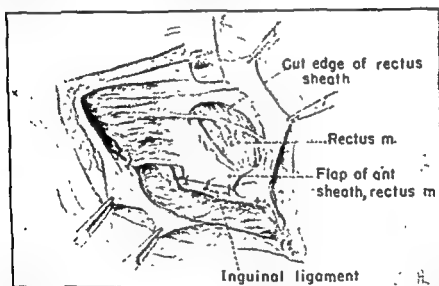 Cut edge of rectus
sheath
Rectus m.
Flap of ant
sheath, rectus m
Inguinal ligament